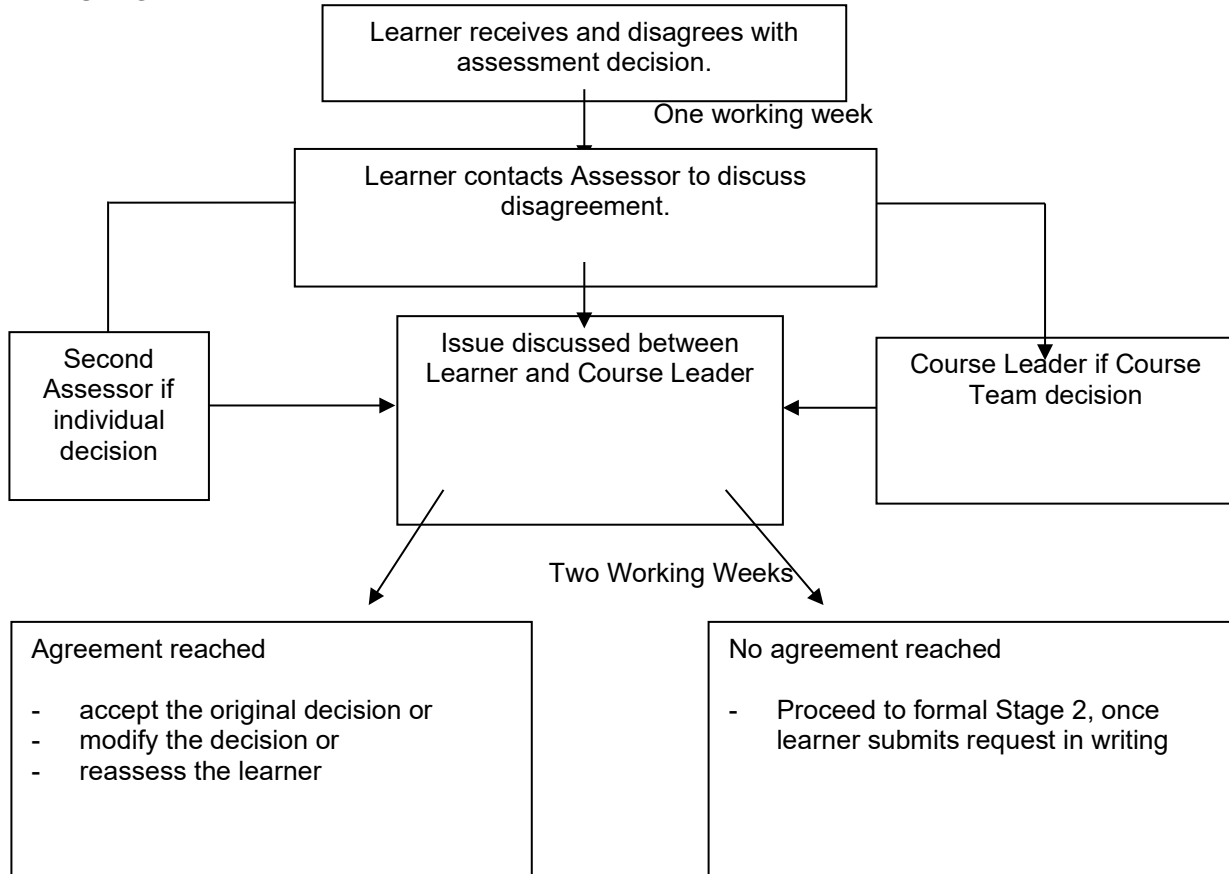 Learner receives and disagrees with
assessment decision.
One working week
Learner contacts Assessor to discuss
disagreement.
Second
Assessor if
individual
decision
Issue discussed between
Learner and Course Leader
Course Leader if Course
Team decision
Two Working Weeks
Agreement reached
- accept the original decision or
- modify the decision or
- reassess the learner
No agreement reached
- Proceed to formal Stage 2, once
learner submits request in writing